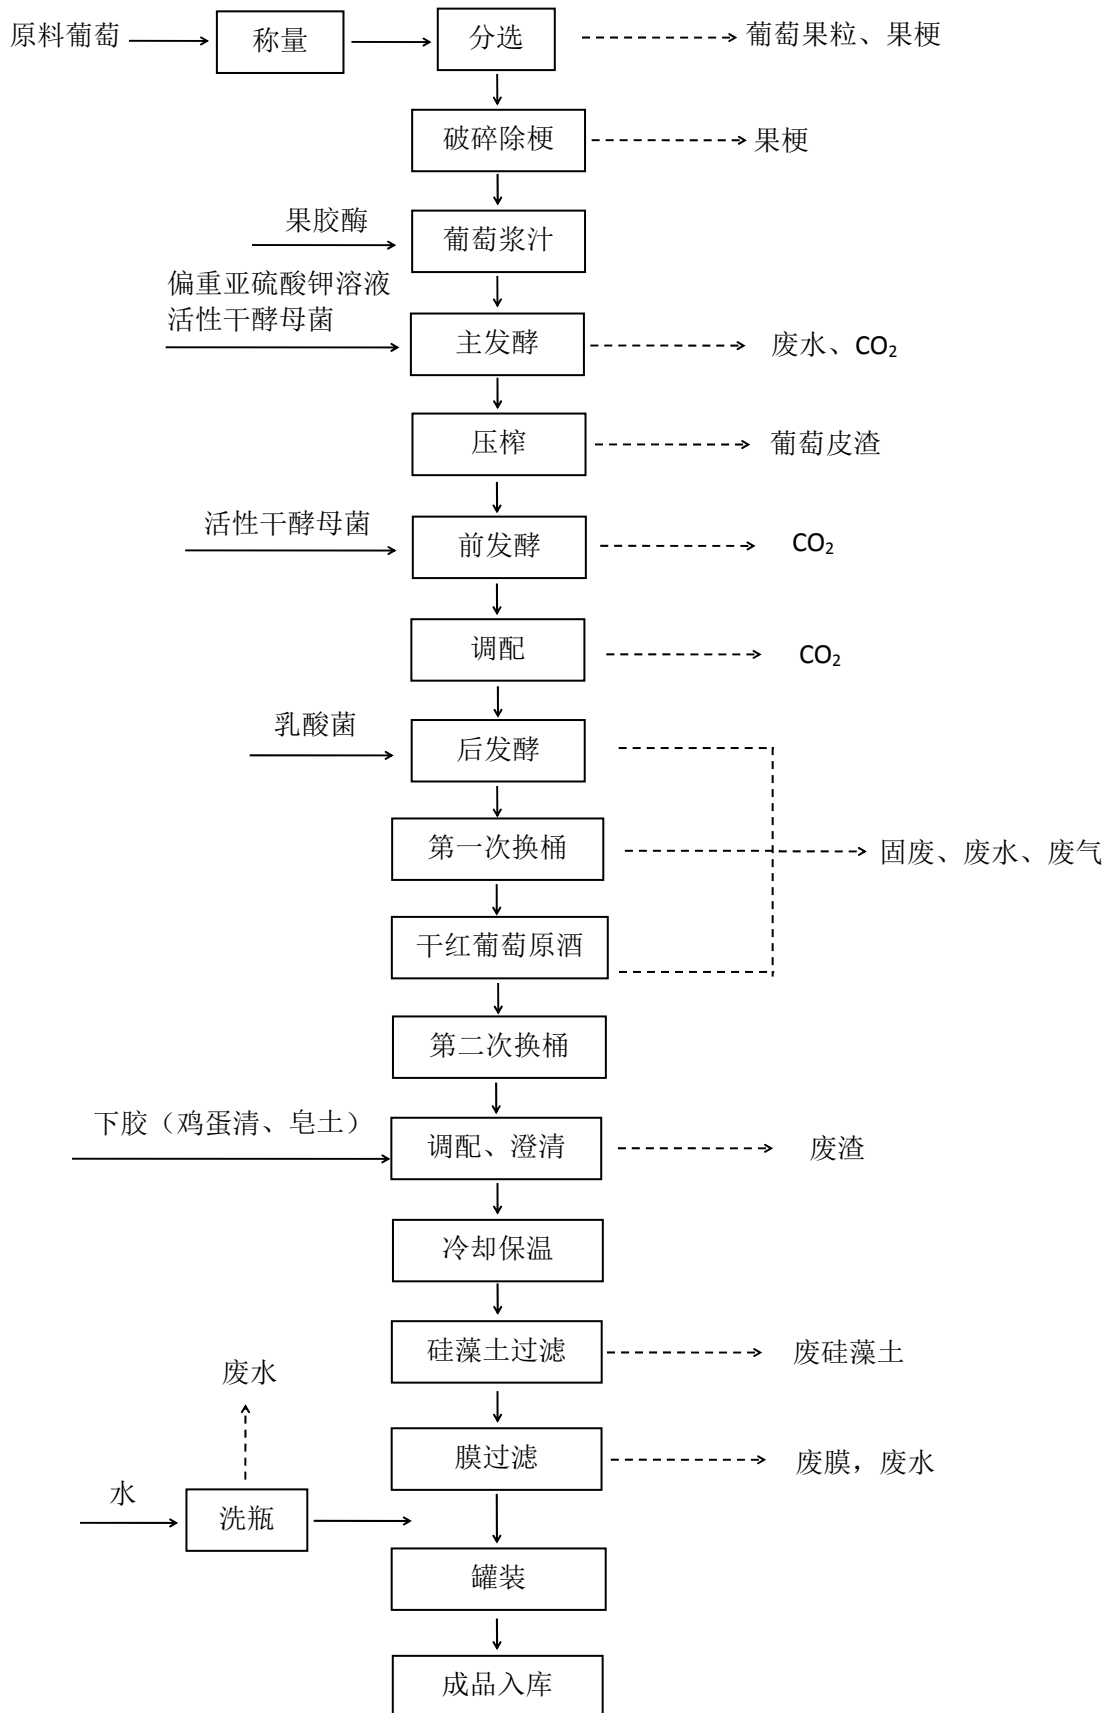 原料葡萄
称量
分选
葡萄果粒、果梗
破碎除梗
果梗
果胶酶
葡萄浆汁
偏重亚硫酸钾溶液
活性干酵母菌
主发酵
废水、CO₂
压榨
葡萄皮渣
活性干酵母菌
前发酵
CO₂
调配
CO₂
乳酸菌
后发酵
第一次换桶
固废、废水、废气
干红葡萄原酒
第二次换桶
下胶（鸡蛋清、皂土）
调配、澄清
废渣
冷却保温
硅藻土过滤
废硅藻土
废水
膜过滤
废膜，废水
水
洗瓶
罐装
成品入库